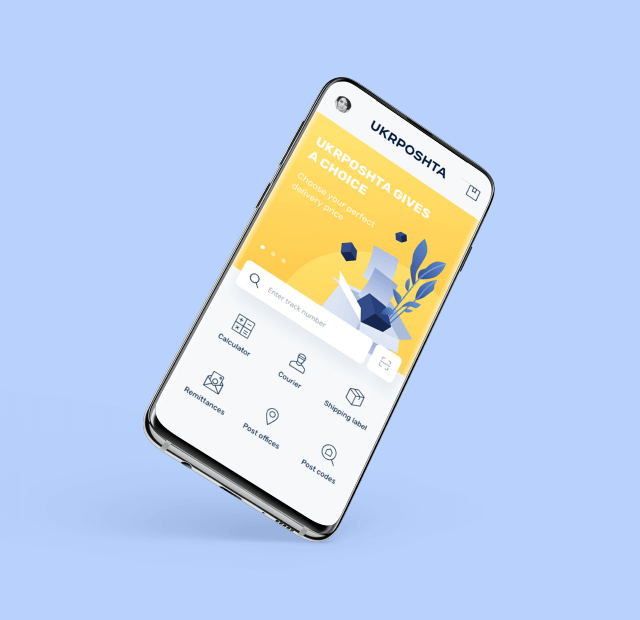 UKRPOSHTA
UKRPOSHTA GIVES
A CHOICE
Choose your perfect
delivery price
Enter track number
Calculator
Courier
Shipping label
Remittances
Post offices
Post codes